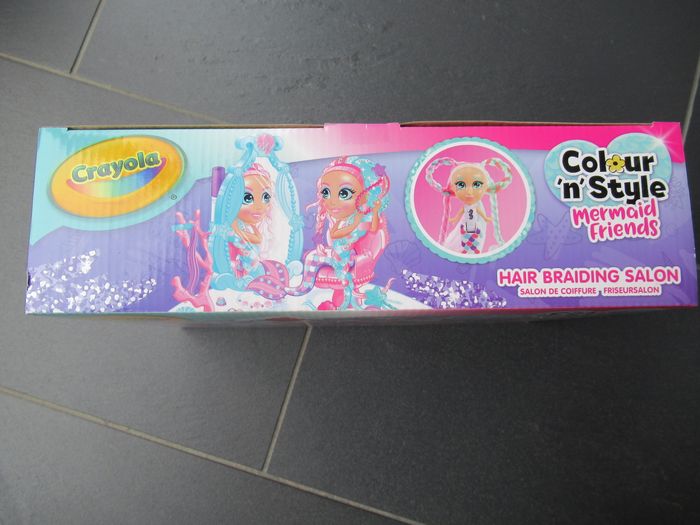 Crayola
Colour
'n' Style
Mermaid
Friends
HAIR BRAIDING SALON
SALON DE COIFFURE • FRISEURSALON